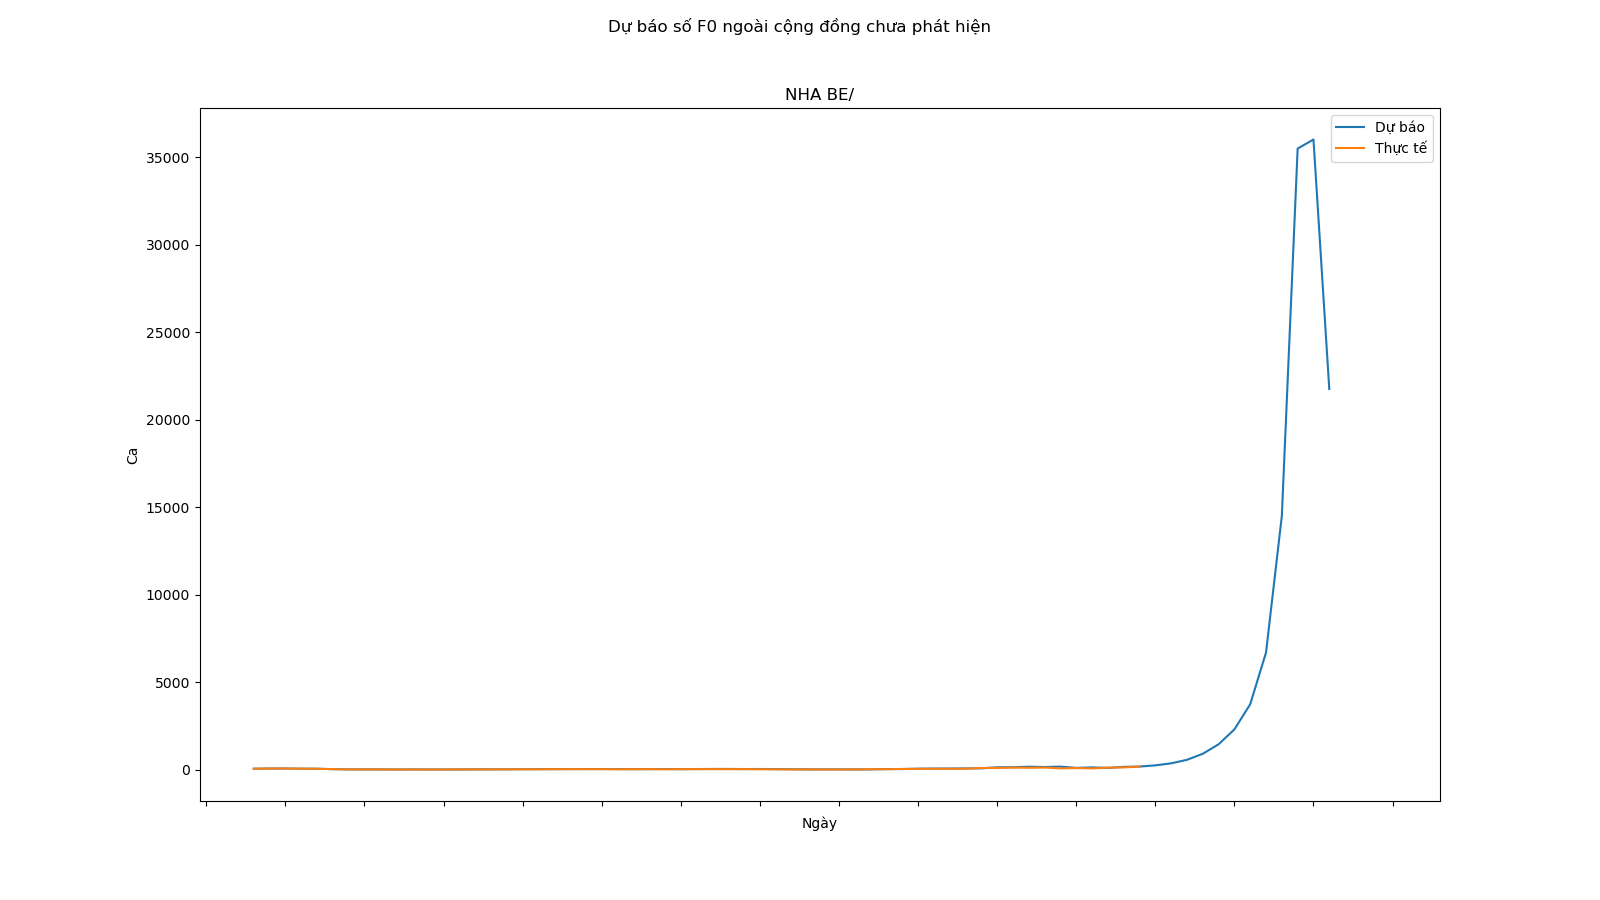 Dự báo số F0 ngoài cộng đồng chưa phát hiện
NHA BE/
Dự báo
Thực tế
35000
30000
25000
20000
15000
10000
5000
0
Ca
Ngày